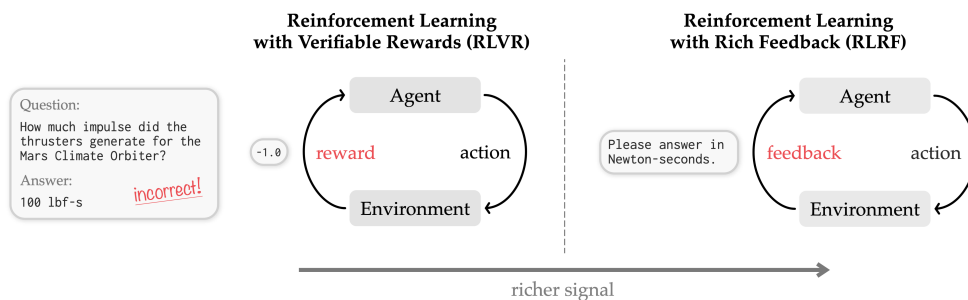 Reinforcement Learning
with Verifiable Rewards (RLVR)
Reinforcement Learning
with Rich Feedback (RLRF)
Question:
How much impulse did the
thrusters generate for the
Mars Climate Orbiter?
Answer:
100 lbf-s
incorrect!
Agent
-1.0
reward
action
Environment
Agent
Please answer in
Newton-seconds.
feedback
action
Environment
richer signal